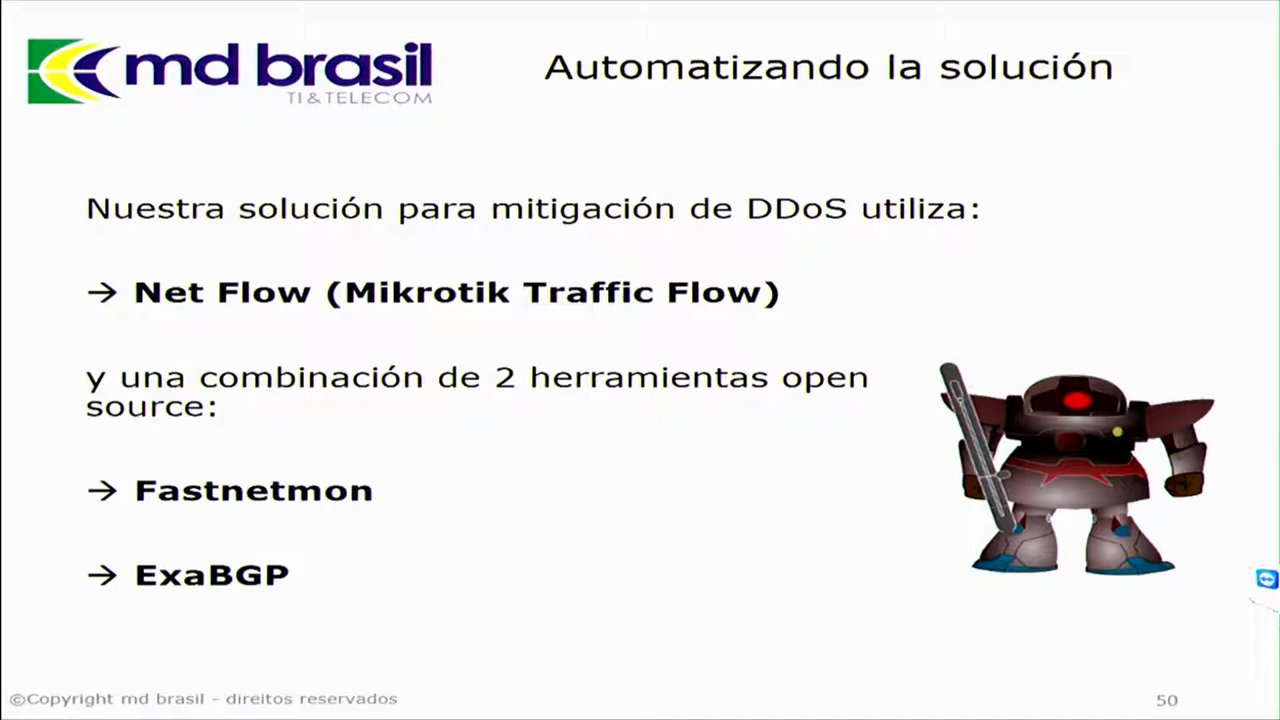 md brasil
TI & TELECOM
Automatizando la solución
Nuestra solución para mitigación de DDoS utiliza:
→ Net Flow (Mikrotik Traffic Flow)
y una combinación de 2 herramientas open
source:
→ Fastnetmon
→ ExaBGP
©Copyright md brasil - direitos reservados
50